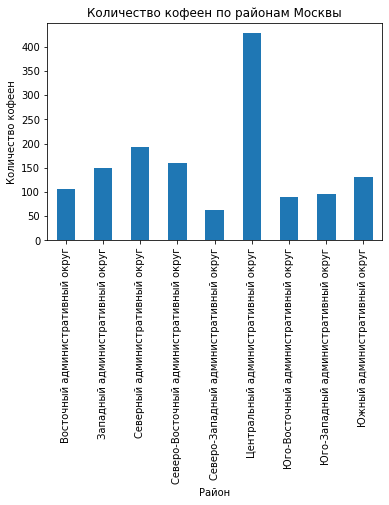 Количество кофеен по районам Москвы
Количество кофеен
400
350
300
250
200
150
100
50
0
Восточный административный округ
Западный административный округ
Северный административный округ
Северо-Восточный административный округ
Северо-Западный административный округ
Центральный административный округ
Юго-Восточный административный округ
Юго-Западный административный округ
Южный административный округ
Район